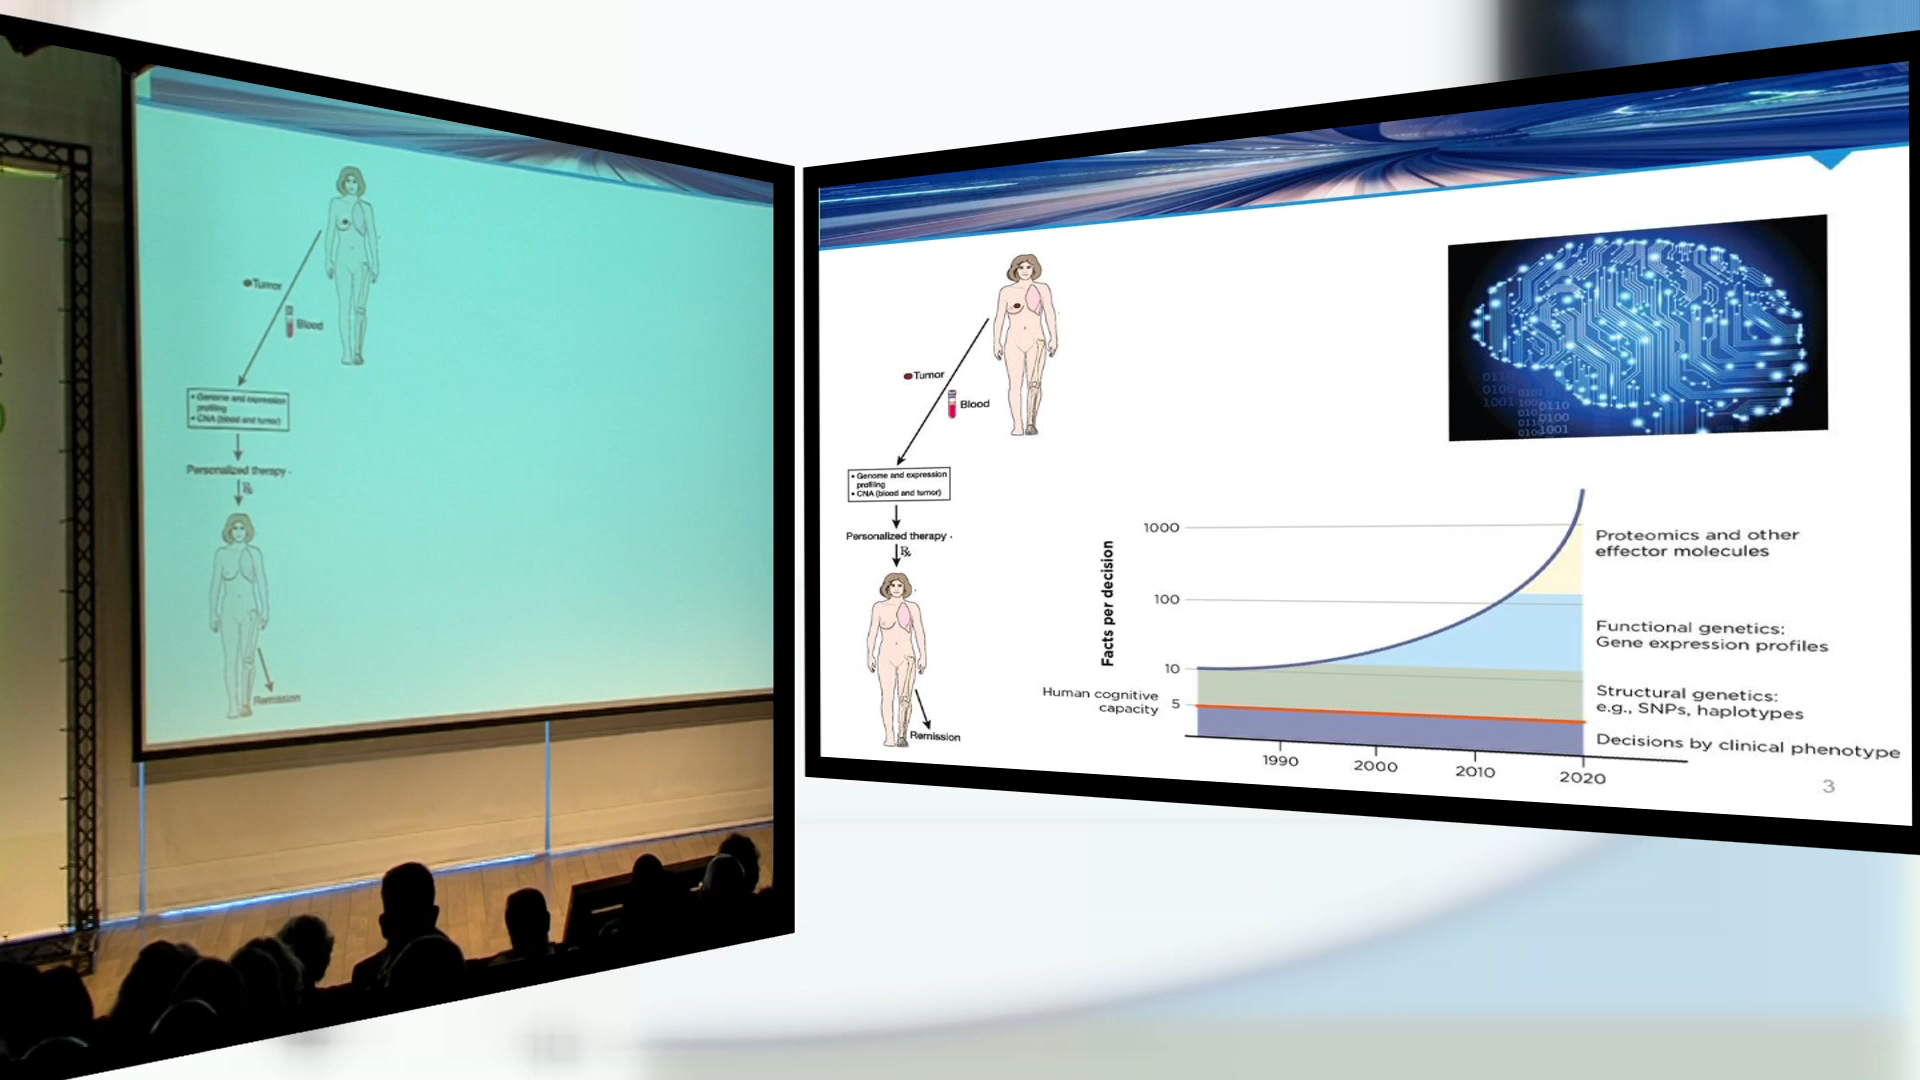 Tumor
Blood
• Genome and expression
profiling
• CNA (blood and tumor)
Personalized therapy
℞
Remission
Tumor
Blood
• Genome and expression
profiling
• CNA (blood and tumor)
Personalized therapy
℞
Remission
Facts per decision
1000
100
10
5
Human cognitive
capacity
1990
2000
2010
2020
Proteomics and other
effector molecules
Functional genetics:
Gene expression profiles
Structural genetics:
e.g., SNPs, haplotypes
Decisions by clinical phenotype
3